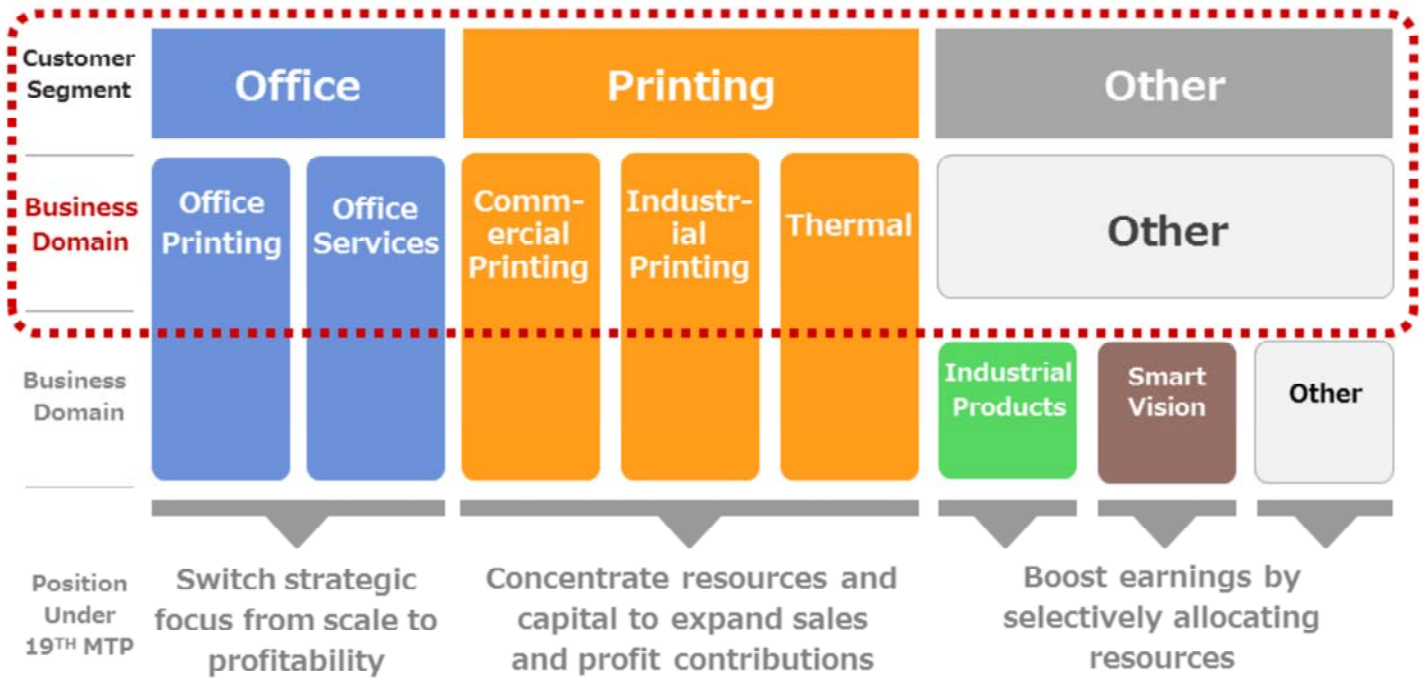 Customer
Segment
Office
Printing
Other
Business
Domain
Office
Printing
Office
Services
Comm-
ercial
Printing
Industr-
ial
Printing
Thermal
Other
Business
Domain
Industrial
Products
Smart
Vision
Other
Position
Under
19TH MTP
Switch strategic
focus from scale to
profitability
Concentrate resources and
capital to expand sales
and profit contributions
Boost earnings by
selectively allocating
resources